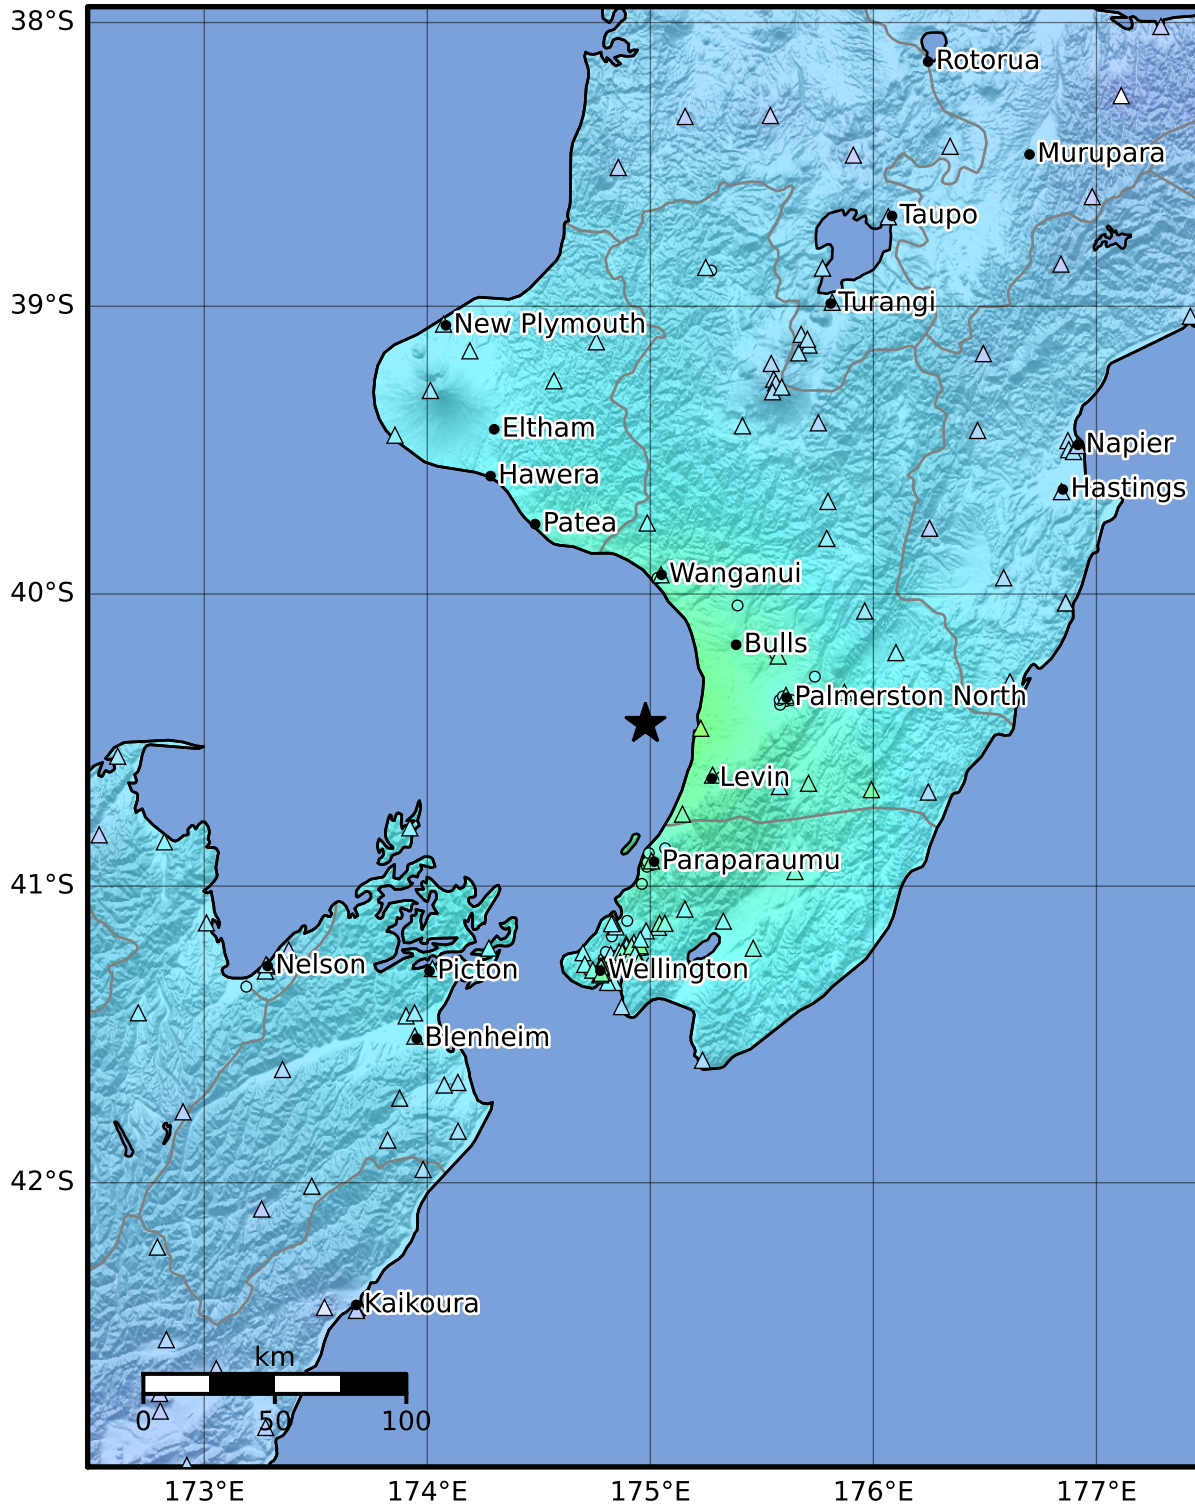 38°S
Rotorua
Murupara
Taupo
39°S
Turangi
New Plymouth
Eltham
Napier
Hawera
Hastings
Patea
Wanganui
40°S
Bulls
Palmerston North
Levin
Paraparaumu
41°S
Nelson
Picton
Wellington
Blenheim
42°S
Kaikoura
km
0 50 100
173°E 174°E 175°E 176°E 177°E